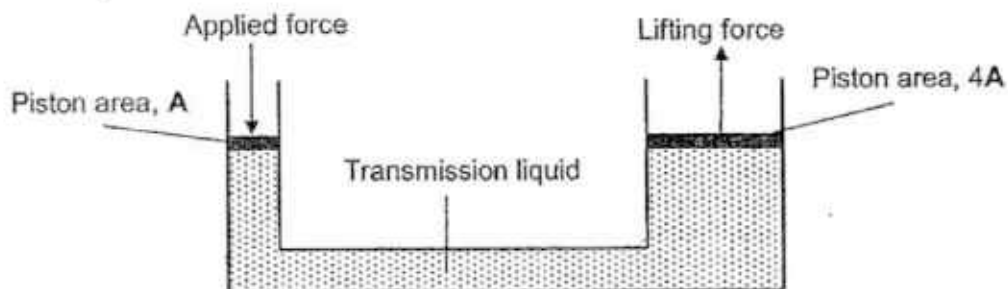 Applied force
Lifting force
Piston area, A
Piston area, 4A
Transmission liquid